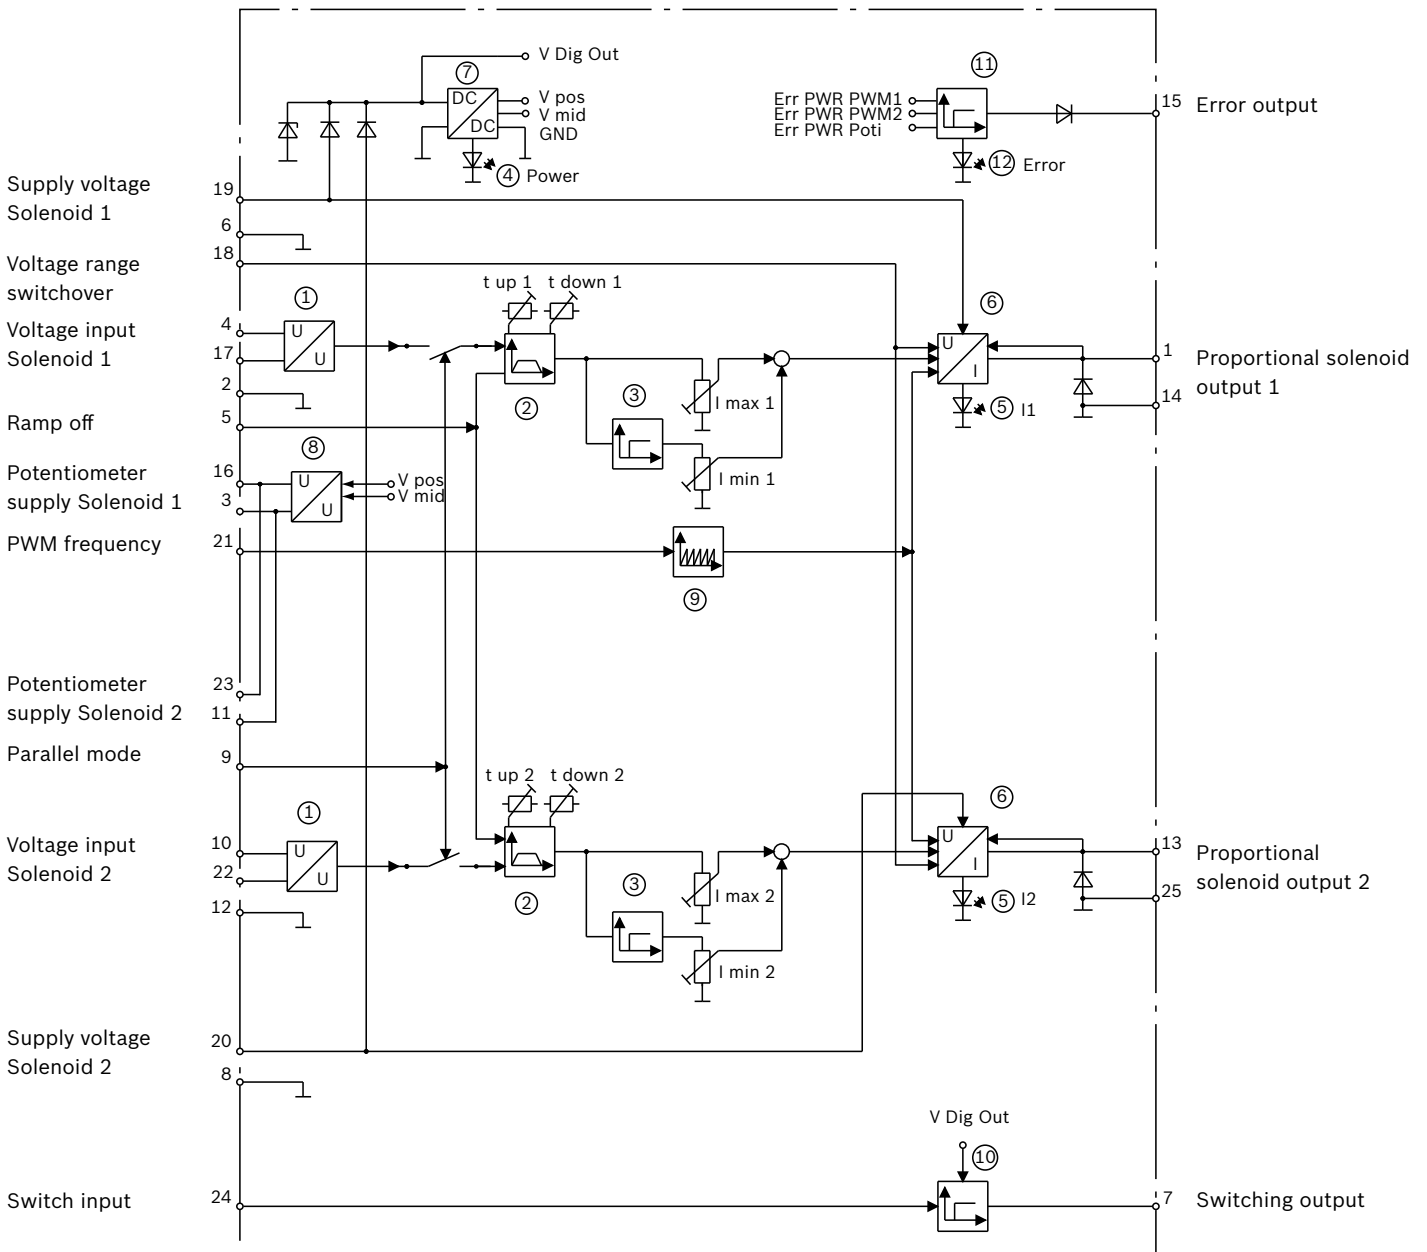 V Dig Out
7
11
DC
DC
V pos
V mid
GND
4 Power
Err PWR PWM1
Err PWR PWM2
Err PWR Poti
12 Error
15 Error output
Supply voltage
Solenoid 1
19
6
Voltage range
switchover
18
1
t up 1
t down 1
6
Voltage input
Solenoid 1
4
17
U
U
2
U
I
1
Proportional solenoid
output 1
14
2
I max 1
3
5 I1
Ramp off
5
8
Potentiometer
supply Solenoid 1
16
3
U
U
V pos
V mid
I min 1
PWM frequency
21
9
Potentiometer
supply Solenoid 2
23
11
Parallel mode
9
t up 2
t down 2
6
1
Voltage input
Solenoid 2
10
22
U
U
U
I
13
Proportional
solenoid output 2
25
12
2
3
I max 2
5 I2
I min 2
Supply voltage
Solenoid 2
20
8
V Dig Out
10
Switch input
24
7
Switching output